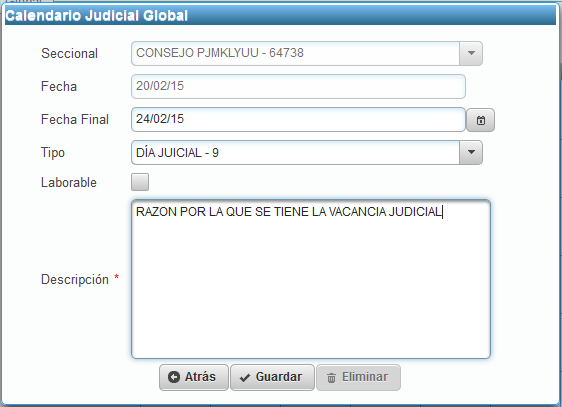 Calendario Judicial Global
Seccional CONSEJO PJMKLYUU - 64738
Fecha 20/02/15
Fecha Final 24/02/15
Tipo DÍA JUICIAL - 9
Laborable
RAZON POR LA QUE SE TIENE LA VACANCIA JUDICIAL
Descripción *
Atrás Guardar Eliminar